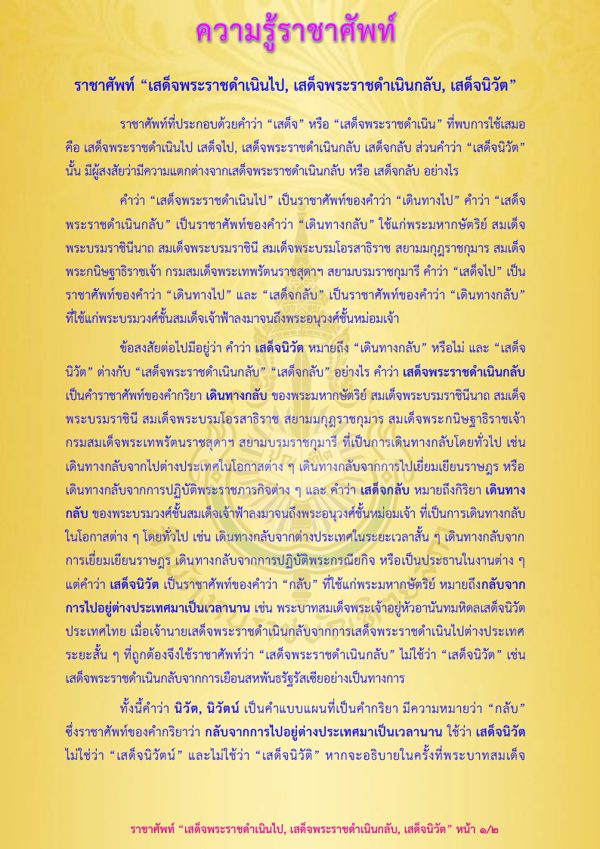 ความรู้ราชาศัพท์
ราชาศัพท์ “เสด็จพระราชดำเนินไป, เสด็จพระราชดำเนินกลับ, เสด็จนิวัต”
ราชาศัพท์ที่ประกอบด้วยคำว่า “เสด็จ” หรือ “เสด็จพระราชดำเนิน” ที่พบการใช้เสมอ
คือ เสด็จพระราชดำเนินไป เสด็จไป, เสด็จพระราชดำเนินกลับ เสด็จกลับ ส่วนคำว่า “เสด็จนิวัต”
นั้น มีผู้สงสัยว่ามีความแตกต่างจากเสด็จพระราชดำเนินกลับ หรือ เสด็จกลับ อย่างไร
คำว่า “เสด็จพระราชดำเนินไป” เป็นราชาศัพท์ของคำว่า “เดินทางไป” คำว่า “เสด็จ
พระราชดำเนินกลับ” เป็นราชาศัพท์ของคำว่า “เดินทางกลับ” ใช้แก่พระมหากษัตริย์ สมเด็จ
พระบรมราชินีนาถ สมเด็จพระบรมราชินี สมเด็จพระบรมโอรสาธิราช สยามมกุฎราชกุมาร สมเด็จ
พระกนิษฐาธิราชเจ้า กรมสมเด็จพระเทพรัตนราชสุดาฯ สยามบรมราชกุมารี คำว่า “เสด็จไป” เป็น
ราชาศัพท์ของคำว่า “เดินทางไป” และ “เสด็จกลับ” เป็นราชาศัพท์ของคำว่า “เดินทางกลับ”
ที่ใช้แก่พระบรมวงศ์ชั้นสมเด็จเจ้าฟ้าลงมาจนถึงพระอนุวงศ์ชั้นหม่อมเจ้า
ข้อสงสัยต่อไปมีอยู่ว่า คำว่า เสด็จนิวัต หมายถึง “เดินทางกลับ” หรือไม่ และ “เสด็จ
นิวัต” ต่างกับ “เสด็จพระราชดำเนินกลับ” “เสด็จกลับ” อย่างไร คำว่า เสด็จพระราชดำเนินกลับ
เป็นคำราชาศัพท์ของคำกริยา เดินทางกลับ ของพระมหากษัตริย์ สมเด็จพระบรมราชินีนาถ สมเด็จ
พระบรมราชินี สมเด็จพระบรมโอรสาธิราช สยามมกุฎราชกุมาร สมเด็จพระกนิษฐาธิราชเจ้า
กรมสมเด็จพระเทพรัตนราชสุดาฯ สยามบรมราชกุมารี ที่เป็นการเดินทางกลับโดยทั่วไป เช่น
เดินทางกลับจากไปต่างประเทศในโอกาสต่าง ๆ เดินทางกลับจากการไปเยี่ยมเยียนราษฎร หรือ
เดินทางกลับจากการปฏิบัติพระราชภารกิจต่าง ๆ และ คำว่า เสด็จกลับ หมายถึงกิริยา เดินทาง
กลับ ของพระบรมวงศ์ชั้นสมเด็จเจ้าฟ้าลงมาจนถึงพระอนุวงศ์ชั้นหม่อมเจ้า ที่เป็นการเดินทางกลับ
ในโอกาสต่าง ๆ โดยทั่วไป เช่น เดินทางกลับจากต่างประเทศในระยะเวลาสั้น ๆ เดินทางกลับจาก
การเยี่ยมเยียนราษฎร เดินทางกลับจากการปฏิบัติพระกรณียกิจ หรือเป็นประธานในงานต่าง ๆ
แต่คำว่า เสด็จนิวัต เป็นราชาศัพท์ของคำว่า “กลับ” ที่ใช้แก่พระมหากษัตริย์ หมายถึงกลับจาก
การไปอยู่ต่างประเทศมาเป็นเวลานาน เช่น พระบาทสมเด็จพระเจ้าอยู่หัวอานันทมหิดลเสด็จนิวัต
ประเทศไทย เมื่อเจ้านายเสด็จพระราชดำเนินกลับจากการเสด็จพระราชดำเนินไปต่างประเทศ
ระยะสั้น ๆ ที่ถูกต้องจึงใช้ราชาศัพท์ว่า “เสด็จพระราชดำเนินกลับ” ไม่ใช้ว่า “เสด็จนิวัต” เช่น
เสด็จพระราชดำเนินกลับจากการเยือนสหพันธรัฐรัสเซียอย่างเป็นทางการ
ทั้งนี้คำว่า นิวัต, นิวัตน์ เป็นคำแบบแผนที่เป็นคำกริยา มีความหมายว่า “กลับ”
ซึ่งราชาศัพท์ของคำกริยาว่า กลับจากการไปอยู่ต่างประเทศมาเป็นเวลานาน ใช้ว่า เสด็จนิวัต
ไม่ใช่ว่า “เสด็จนิวัตน์” และไม่ใช้ว่า “เสด็จนิวัติ” หากจะอธิบายในครั้งที่พระบาทสมเด็จ
ราชาศัพท์ “เสด็จพระราชดำเนินไป, เสด็จพระราชดำเนินกลับ, เสด็จนิวัต” หน้า ๑/๒